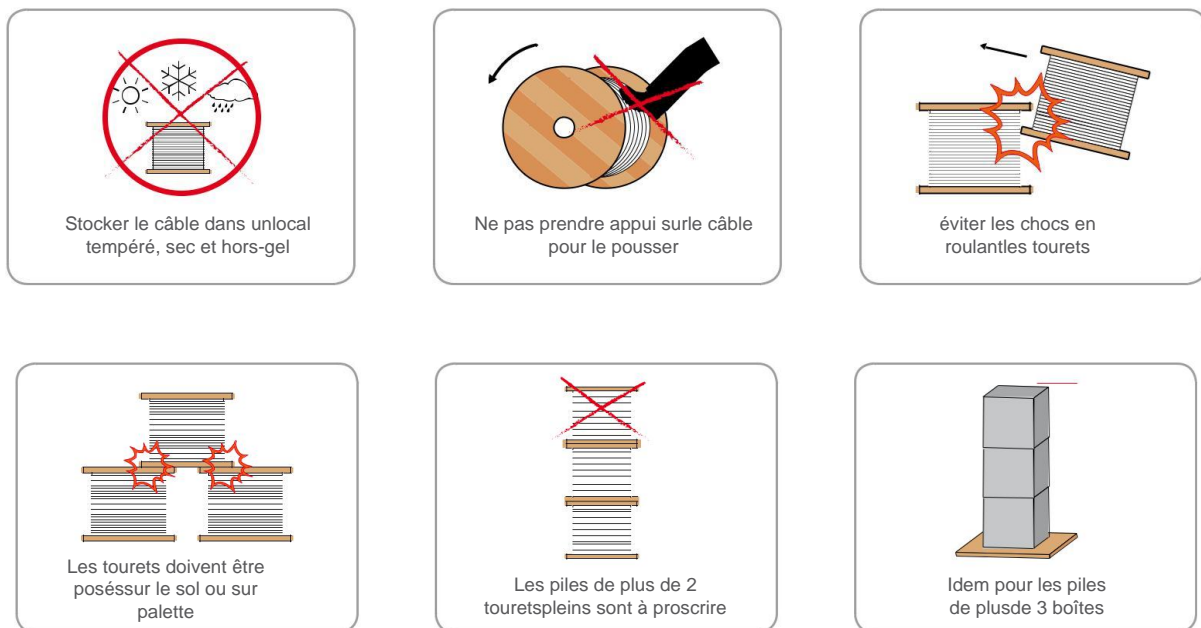 Stocker le câble dans unlocal
tempéré, sec et hors-gel
Ne pas prendre appui surle câble
pour le pousser
éviter les chocs en
roulantles tourets
Les tourets doivent être
poséssur le sol ou sur
palette
Les piles de plus de 2
touretspleins sont à proscrire
Idem pour les piles
de plusde 3 boîtes